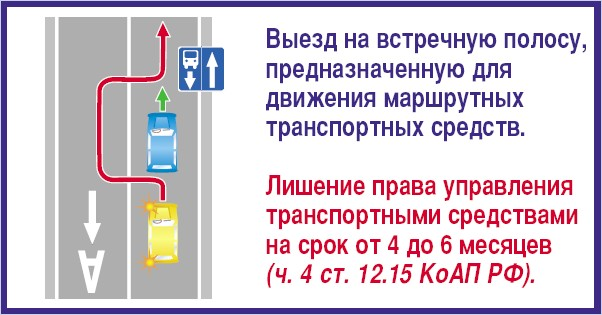 Выезд на встречную полосу,
предназначенную для
движения маршрутных
транспортных средств.
Лишение права управления
транспортными средствами
на срок от 4 до 6 месяцев
(ч. 4 ст. 12.15 КоАП РФ).
A